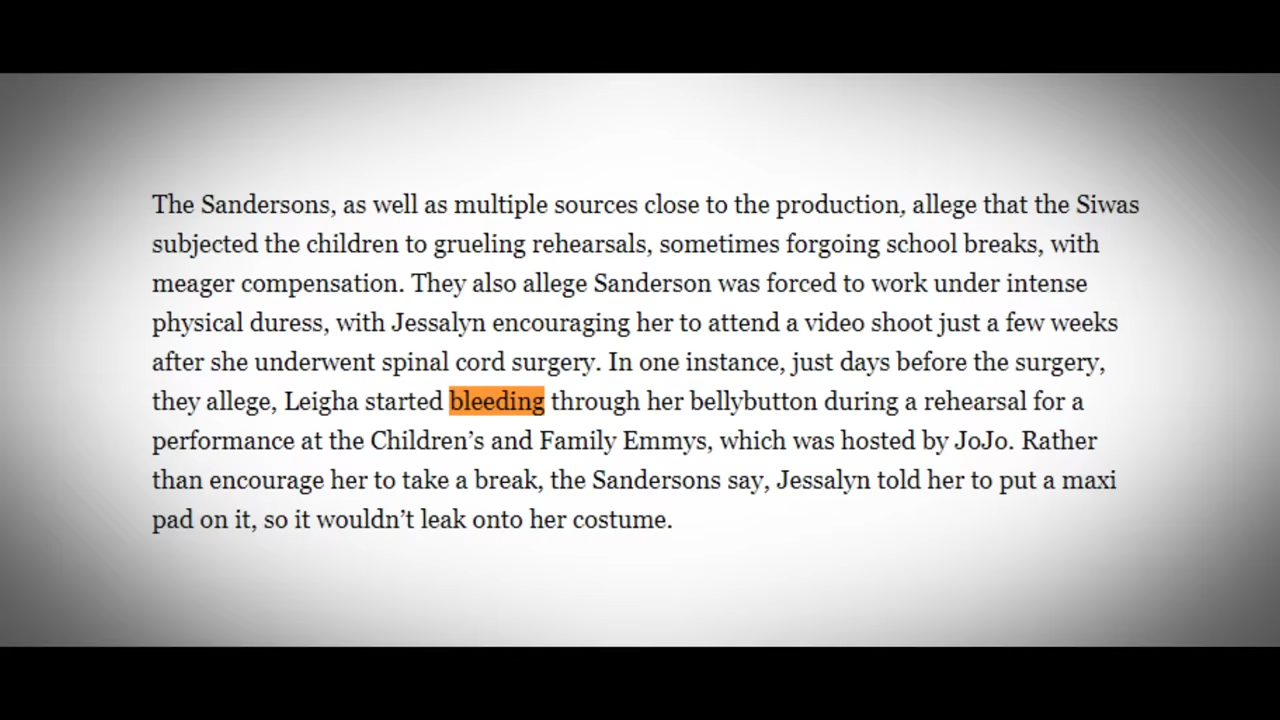 The Sandersons, as well as multiple sources close to the production, allege that the Siwas
subjected the children to grueling rehearsals, sometimes forgoing school breaks, with
meager compensation. They also allege Sanderson was forced to work under intense
physical duress, with Jessalyn encouraging her to attend a video shoot just a few weeks
after she underwent spinal cord surgery. In one instance, just days before the surgery,
they allege, Leigha started bleeding through her bellybutton during a rehearsal for a
performance at the Children’s and Family Emmys, which was hosted by JoJo. Rather
than encourage her to take a break, the Sandersons say, Jessalyn told her to put a maxi
pad on it, so it wouldn’t leak onto her costume.